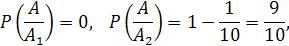 P(A/A₁) = 0, P(A/A₂) = 1 − 1/10 = 9/10,